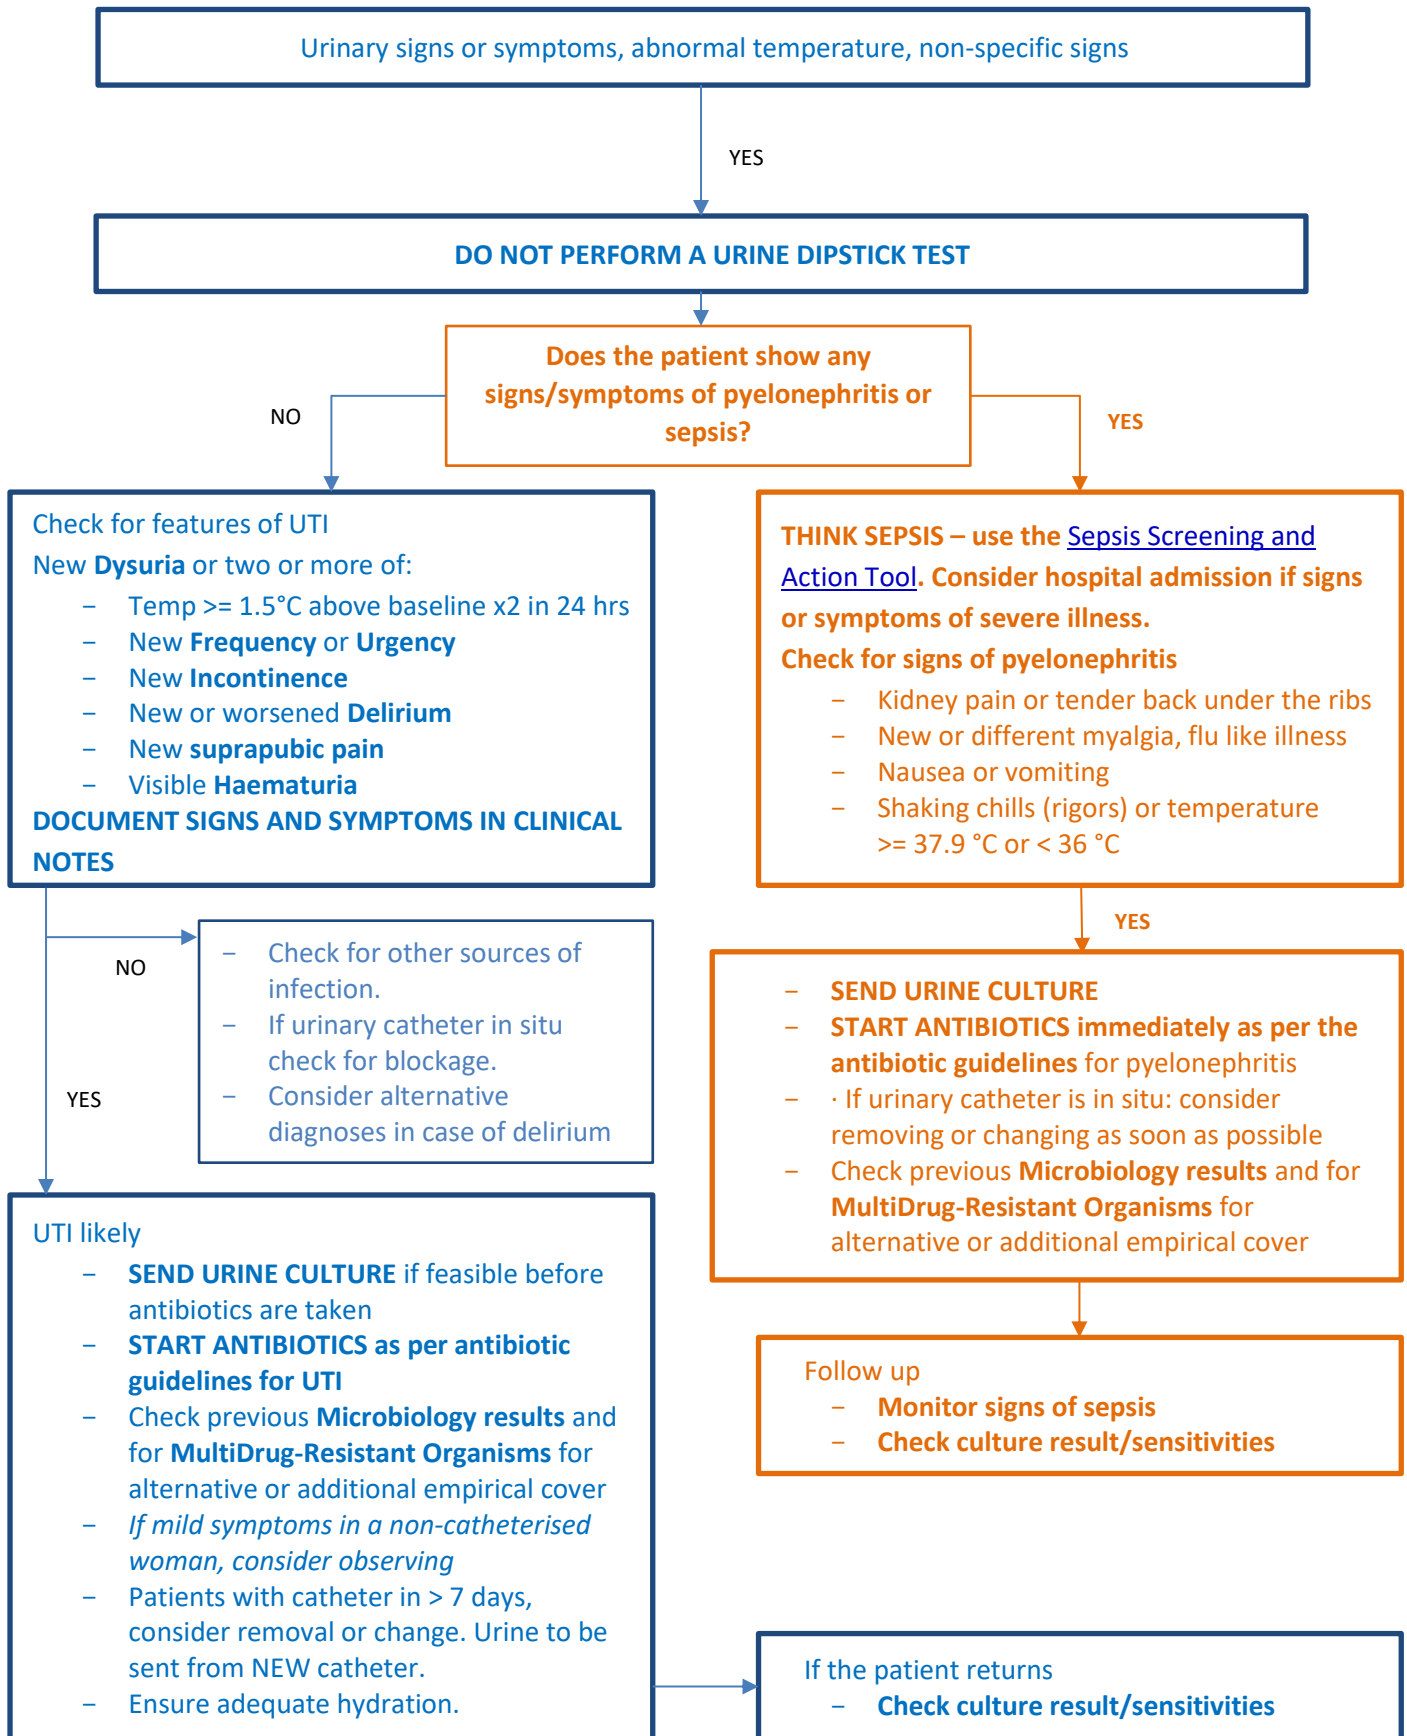 Urinary signs or symptoms, abnormal temperature, non-specific signs
YES
DO NOT PERFORM A URINE DIPSTICK TEST
Does the patient show any
signs/symptoms of pyelonephritis or
sepsis?
NO
YES
Check for features of UTI
New Dysuria or two or more of:
− Temp >= 1.5°C above baseline x2 in 24 hrs
− New Frequency or Urgency
− New Incontinence
− New or worsened Delirium
− New suprapubic pain
− Visible Haematuria
DOCUMENT SIGNS AND SYMPTOMS IN CLINICAL
NOTES
THINK SEPSIS – use the Sepsis Screening and
Action Tool. Consider hospital admission if signs
or symptoms of severe illness.
Check for signs of pyelonephritis
− Kidney pain or tender back under the ribs
− New or different myalgia, flu like illness
− Nausea or vomiting
− Shaking chills (rigors) or temperature
>= 37.9 °C or < 36 °C
NO
− Check for other sources of
infection.
− If urinary catheter in situ
check for blockage.
− Consider alternative
diagnoses in case of delirium
YES
YES
− SEND URINE CULTURE
− START ANTIBIOTICS immediately as per the
antibiotic guidelines for pyelonephritis
− · If urinary catheter is in situ: consider
removing or changing as soon as possible
− Check previous Microbiology results and for
MultiDrug-Resistant Organisms for
alternative or additional empirical cover
UTI likely
− SEND URINE CULTURE if feasible before
antibiotics are taken
− START ANTIBIOTICS as per antibiotic
guidelines for UTI
− Check previous Microbiology results and
for MultiDrug-Resistant Organisms for
alternative or additional empirical cover
− If mild symptoms in a non-catheterised
woman, consider observing
− Patients with catheter in > 7 days,
consider removal or change. Urine to be
sent from NEW catheter.
− Ensure adequate hydration.
Follow up
− Monitor signs of sepsis
− Check culture result/sensitivities
If the patient returns
− Check culture result/sensitivities